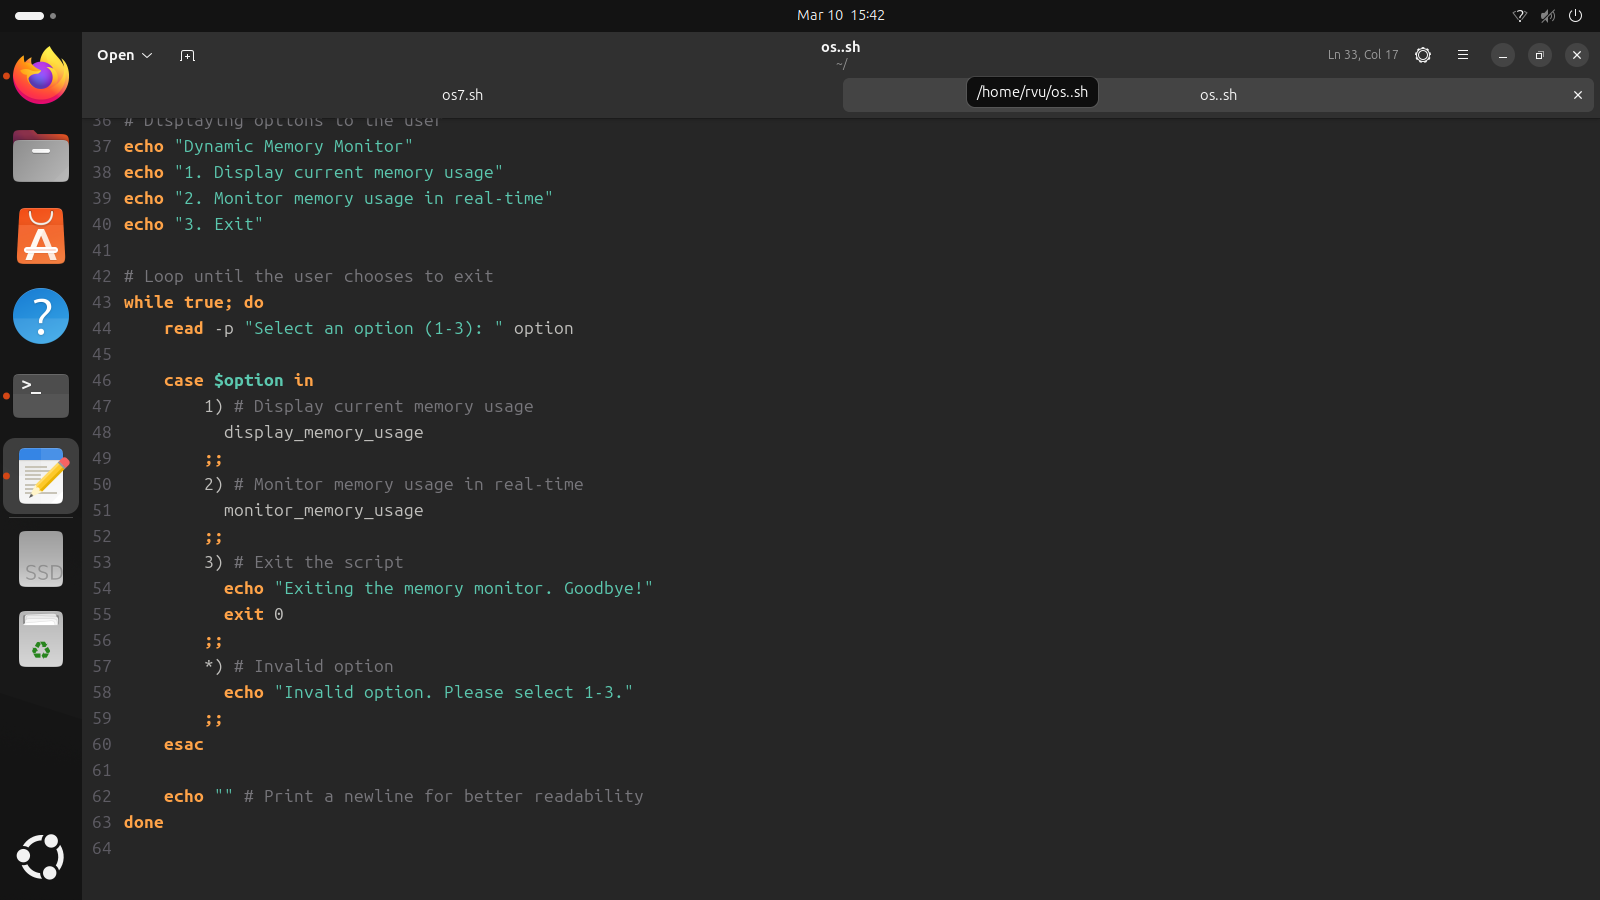 Mar 10 15:42
Open
os..sh
~/
Ln 33, Col 17
os7.sh
/home/rvu/os..sh
os..sh
36 # Displaying options to the user
37 echo "Dynamic Memory Monitor"
38 echo "1. Display current memory usage"
39 echo "2. Monitor memory usage in real-time"
40 echo "3. Exit"
41
42 # Loop until the user chooses to exit
43 while true; do
44     read -p "Select an option (1-3): " option
45
46     case $option in
47         1) # Display current memory usage
48           display_memory_usage
49         ;;
50         2) # Monitor memory usage in real-time
51           monitor_memory_usage
52         ;;
53         3) # Exit the script
54           echo "Exiting the memory monitor. Goodbye!"
55           exit 0
56         ;;
57         *) # Invalid option
58           echo "Invalid option. Please select 1-3."
59         ;;
60     esac
61
62     echo "" # Print a newline for better readability
63 done
64
>_
SSD